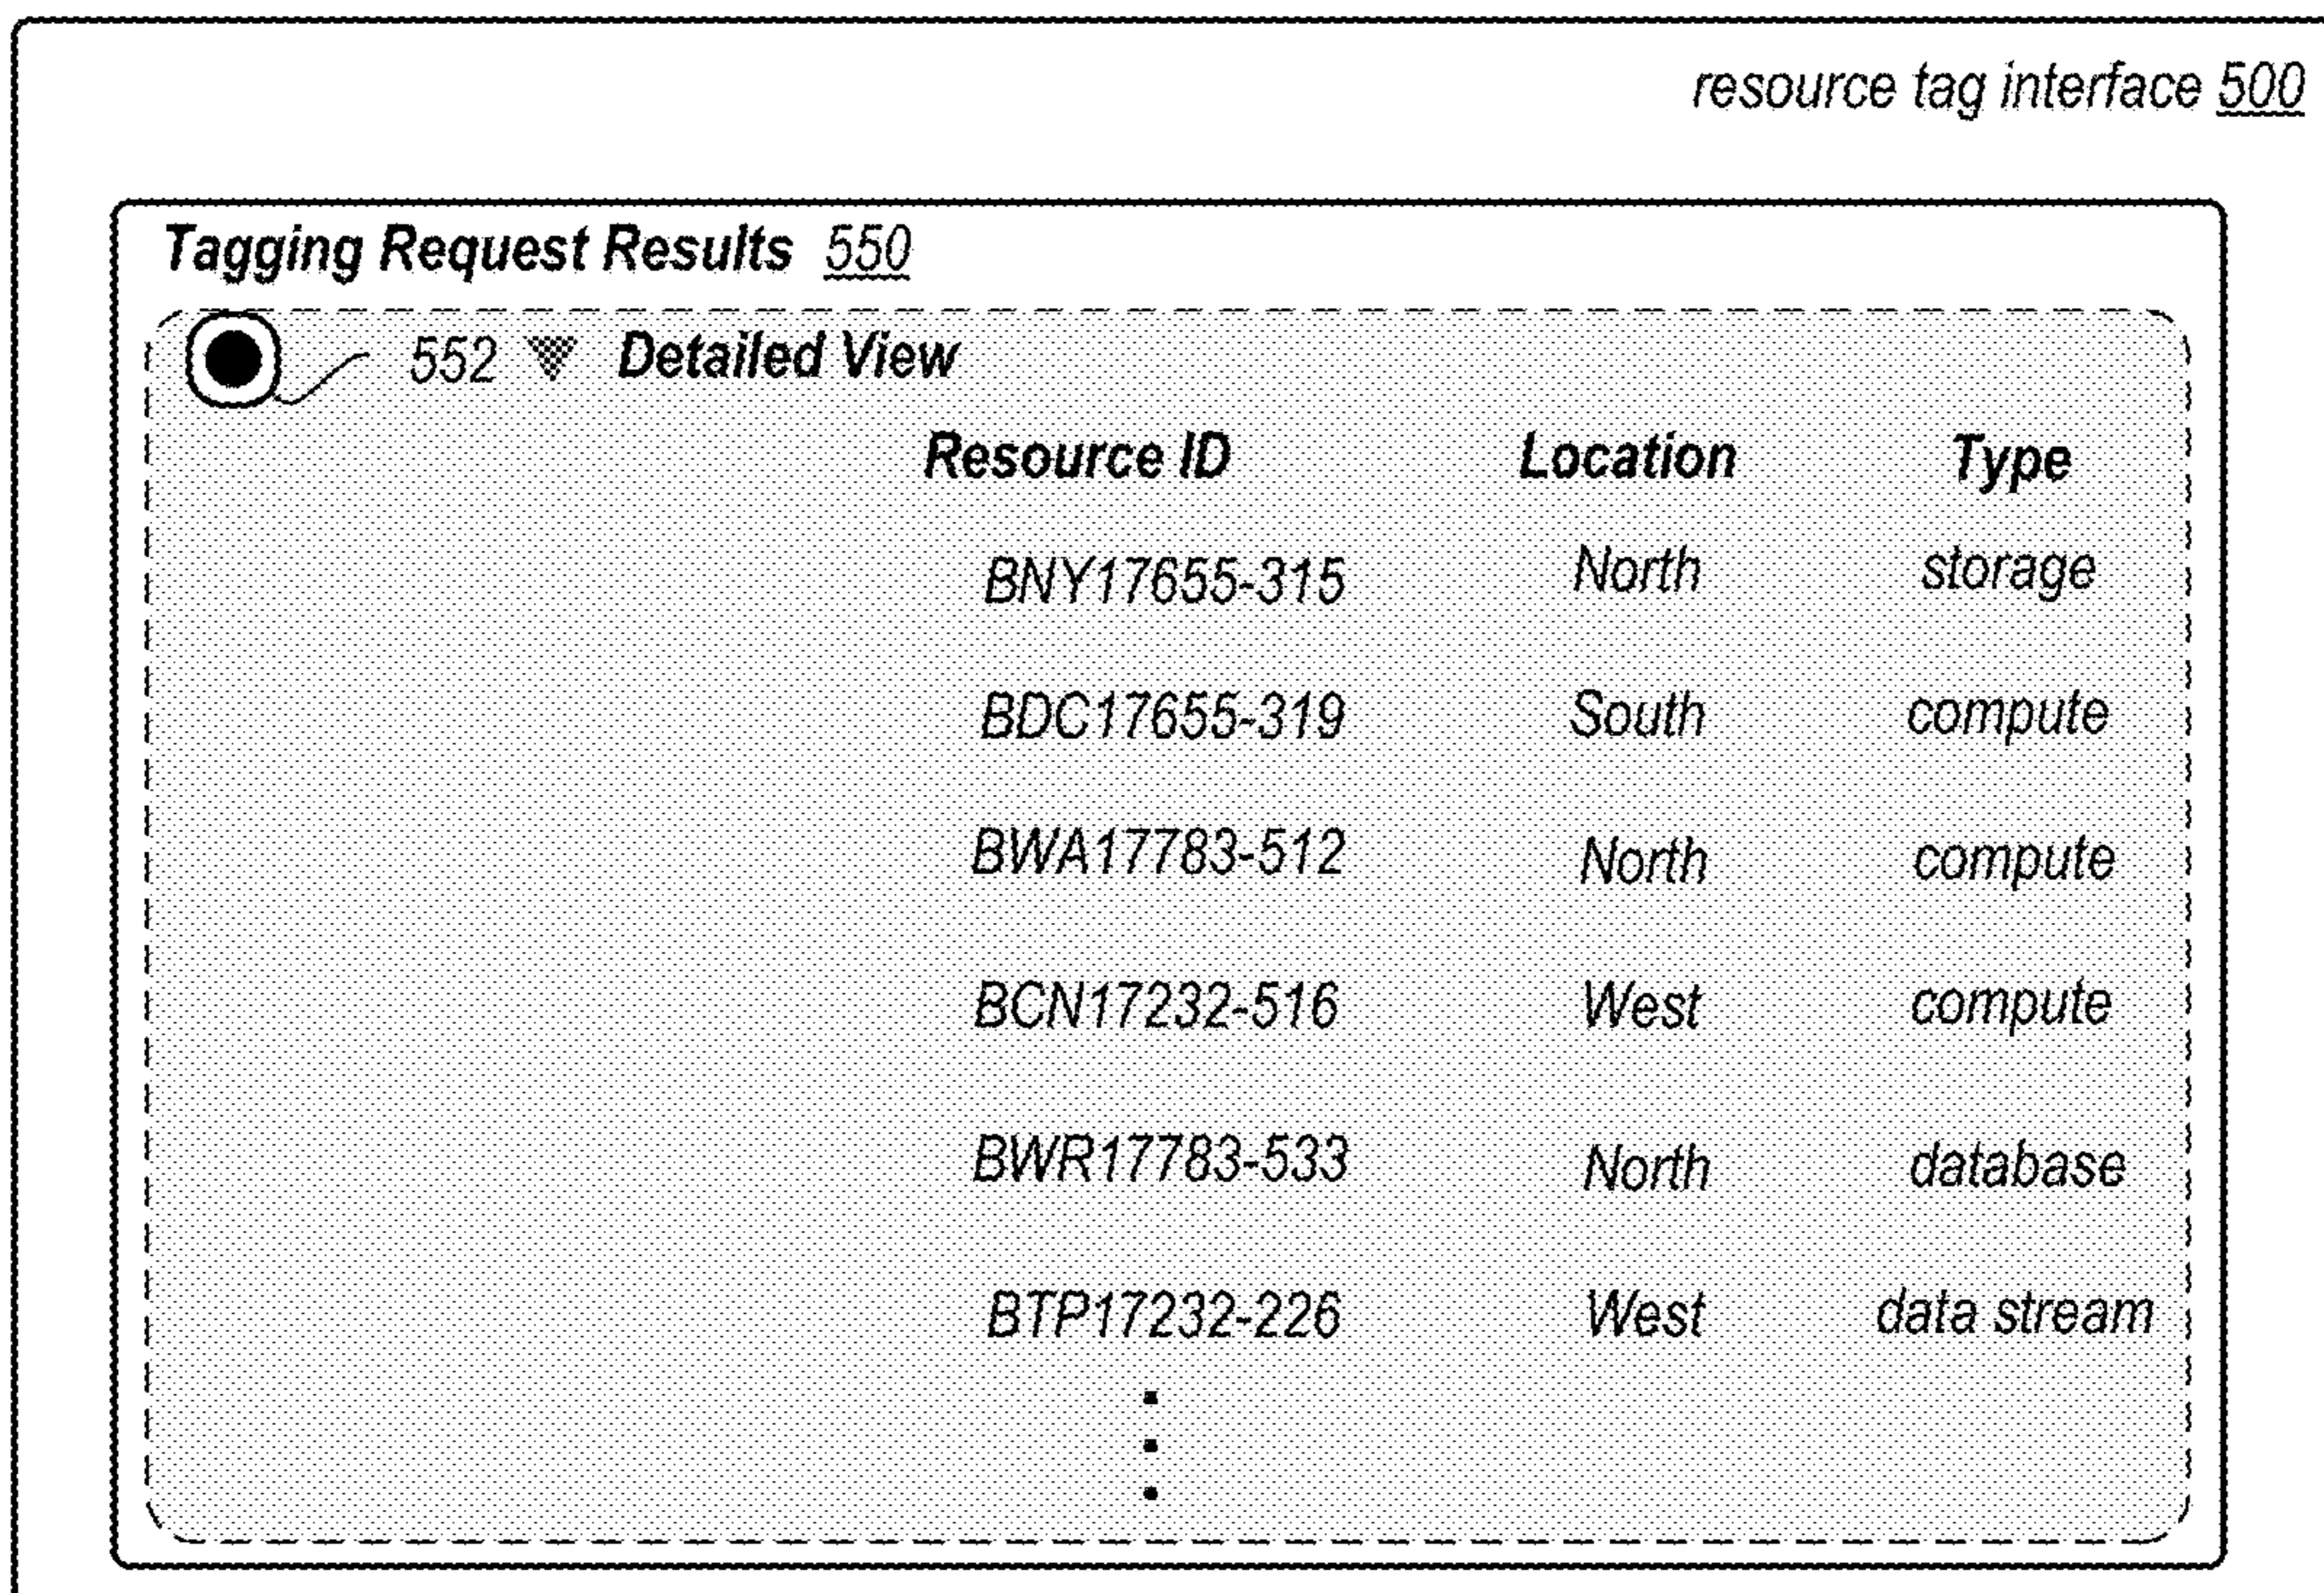 resource tag interface 500
Tagging Request Results 550
552 Detailed View
Resource ID Location Type
BNY17655-315 North storage
BDC17655-319 South compute
BWA17783-512 North compute
BCN17232-516 West compute
BWR17783-533 North database
BTP17232-226 West data stream